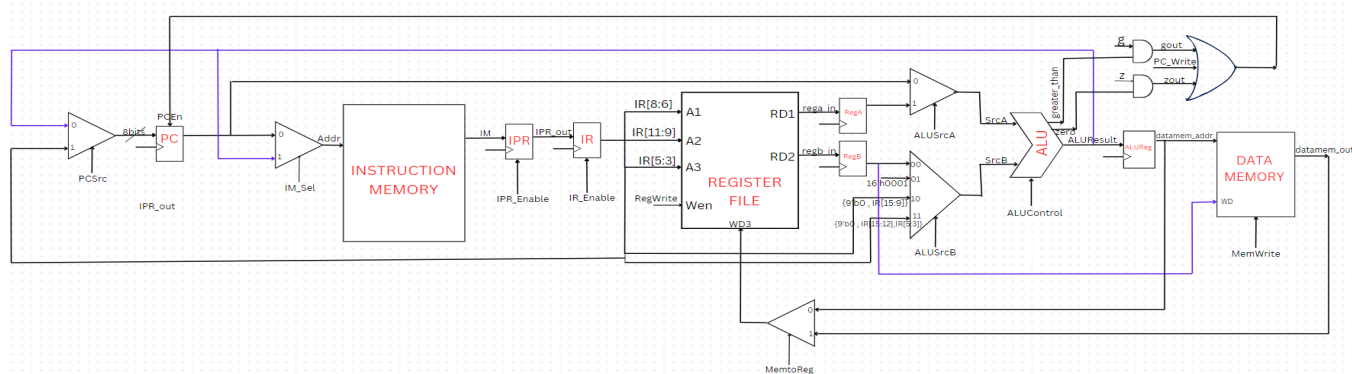 PCEn
0
1
8bits
PC
PCSrc
IPR_out
0
1
Addr
IM_Sel
INSTRUCTION
MEMORY
IM
IPR
IPR_out
IR
IPR_Enable
IR_Enable
IR[8:6]
IR[11:9]
IR[5:3]
RegWrite
A1
A2
A3
Wen
REGISTER
FILE
WD3
RD1
RD2
rega_in
regb_in
RegA
RegB
0
1
ALUSrcA
00
01
10
11
16'h0001
{9'b0 , IR[15:9]}
{9'b0 , IR[15:12],IR[5:3]}
ALUSrcB
SrcA
SrcB
ALU
ALUControl
greater_than
zero
ALUResult
g
z
gout
PC_Write
zout
ALUReg
datamem_addr
DATA
MEMORY
WD
MemWrite
datamem_out
0
1
MemtoReg